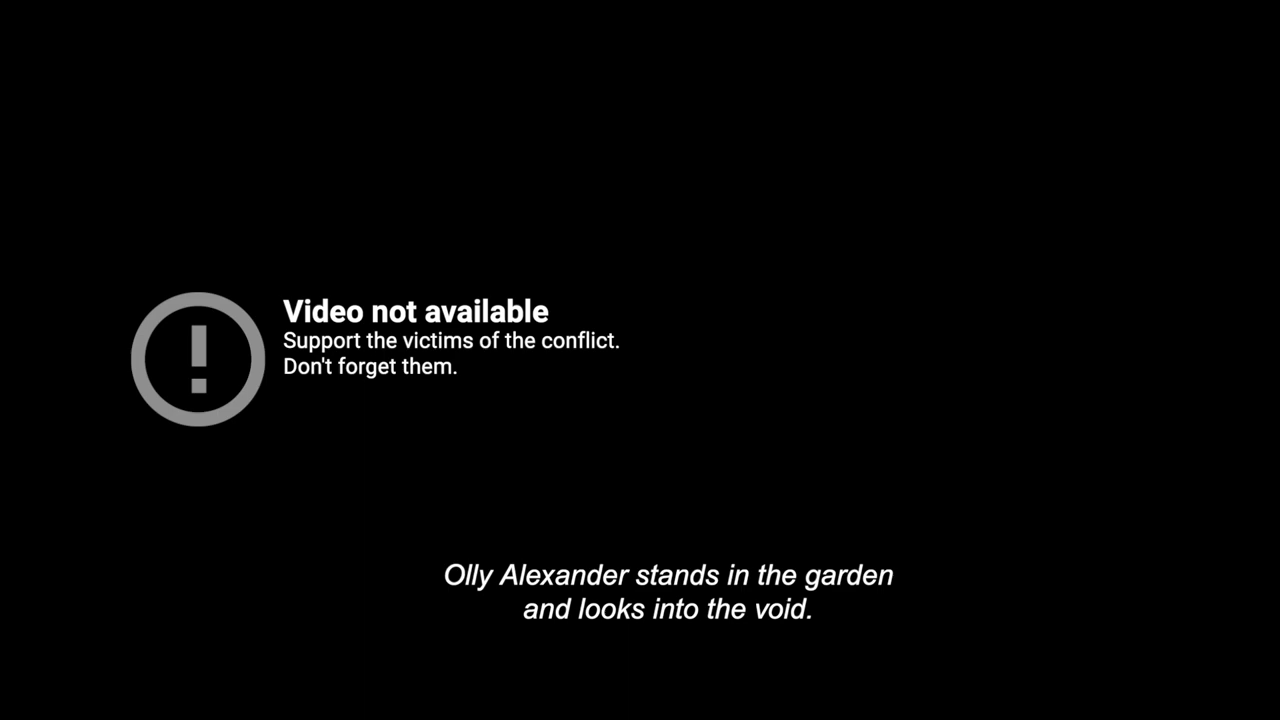 Video not available
Support the victims of the conflict.
Don't forget them.
Olly Alexander stands in the garden
and looks into the void.